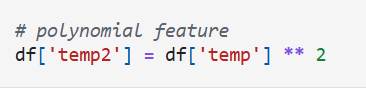 # polynomial feature
df['temp2'] = df['temp'] ** 2